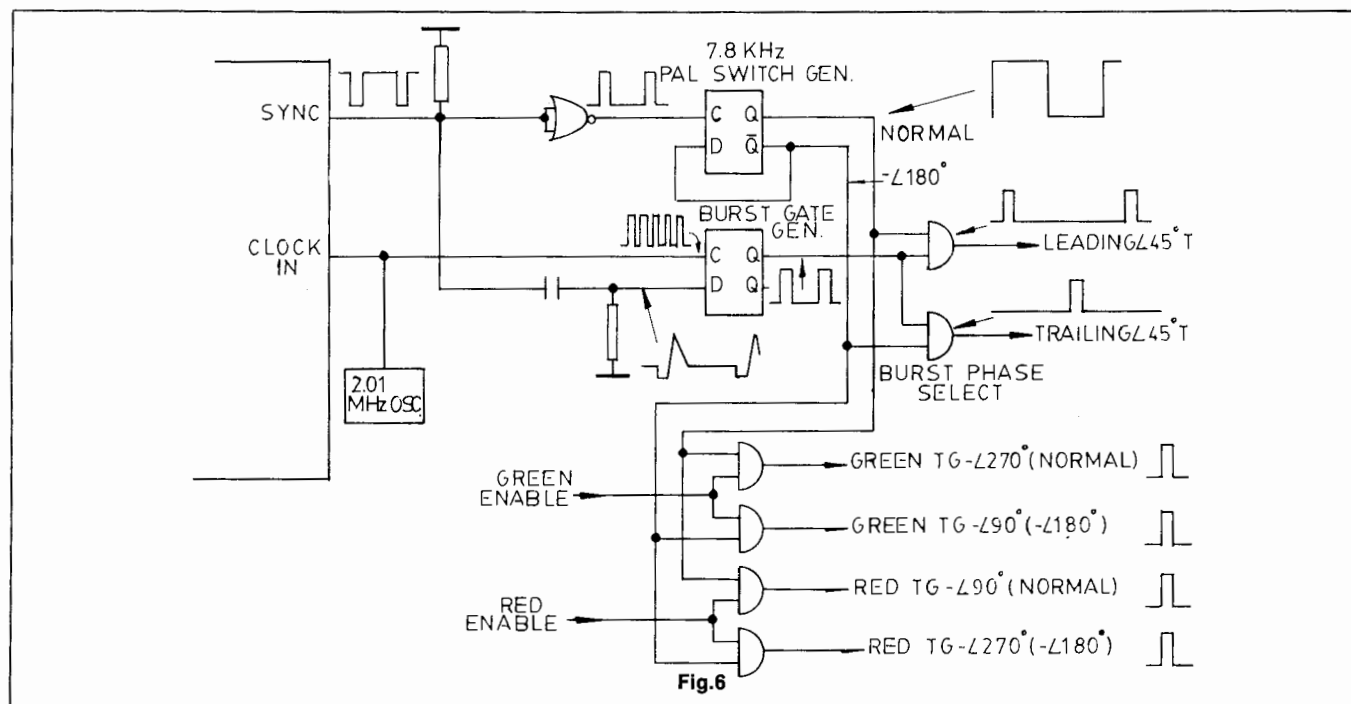 7.8 KHz
PAL SWITCH GEN.
SYNC
C Q
D Q̅
NORMAL
-∠180°
BURST GATE
GEN.
CLOCK
IN
C Q
D Q
LEADING∠45°T
TRAILING∠45°T
BURST PHASE
SELECT
2.01
MHz OSC.
GREEN
ENABLE
GREEN TG-∠270°(NORMAL)
GREEN TG-∠90°(-∠180°)
RED
ENABLE
RED TG-∠90°(NORMAL)
RED TG-∠270°(-∠180°)
Fig.6